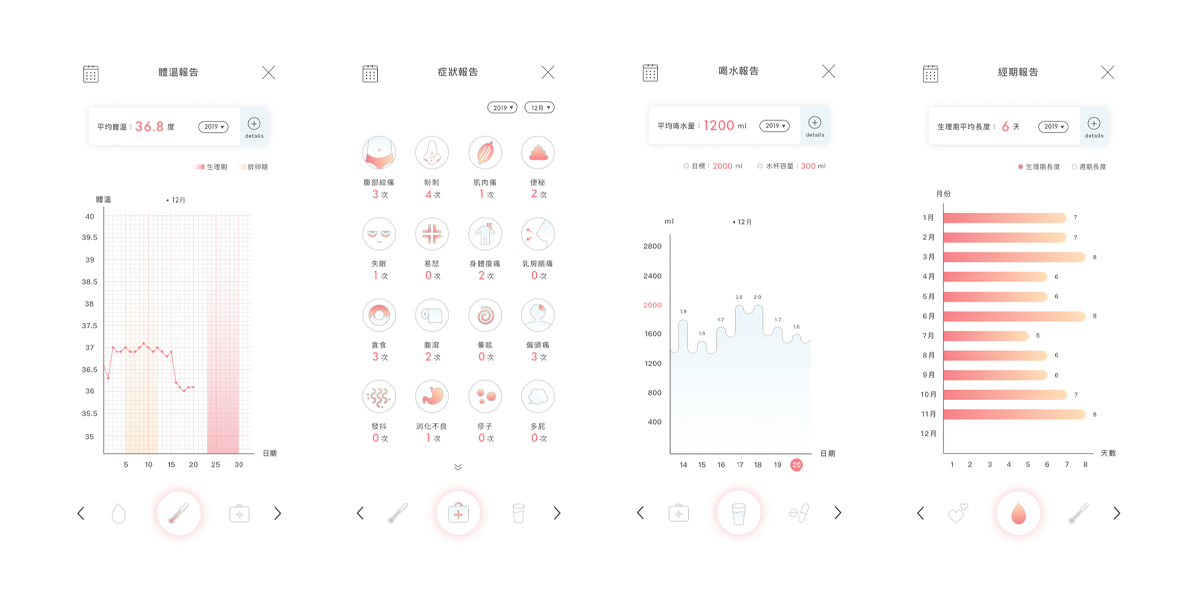 體溫報告
平均體溫：36.8 度
2019 ▾
details
生理期
排卵期
體溫
◂ 12月
40
39.5
39
38.5
38
37.5
37
36.5
36
35.5
35
日期
5 10 15 20 25 30
症狀報告
2019 ▾ 12月 ▾
腹部絞痛 粉刺 肌肉痛 便秘
3 次 4 次 1 次 2 次
失眠 易怒 身體痠痛 乳房脹痛
1 次 0 次 2 次 0 次
貪食 腹瀉 暈眩 偏頭痛
3 次 2 次 0 次 3 次
發抖 消化不良 疹子 多屁
0 次 1 次 0 次 0 次
喝水報告
平均喝水量：1200 ml
2019 ▾
details
目標：2000 ml 水杯容量：300 ml
ml
◂ 12月
2800
2400
2000
1600
1200
800
400
1.8 1.5 1.7 2.0 2.0 1.7 1.6
日期
14 15 16 17 18 19 20
經期報告
生理期平均長度：6 天
2019 ▾
details
生理期長度 週期長度
月份
1月 7
2月 7
3月 8
4月 6
5月 6
6月 8
7月 5
8月 6
9月 6
10月 7
11月 8
12月
天數
1 2 3 4 5 6 7 8